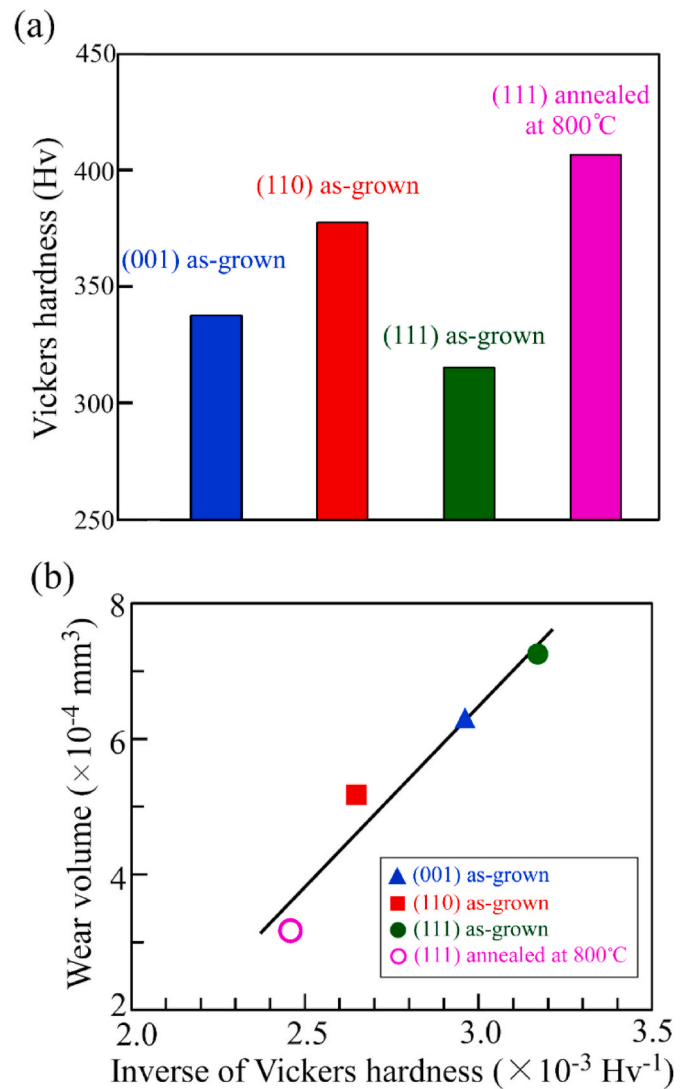 (a)
Vickers hardness (Hv)
450
400
350
300
250
(001) as-grown
(110) as-grown
(111) as-grown
(111) annealed
at 800℃
(b)
Wear volume (×10⁻⁴ mm³)
8
6
4
2
(001) as-grown
(110) as-grown
(111) as-grown
(111) annealed at 800℃
2.0 2.5 3.0 3.5
Inverse of Vickers hardness (×10⁻³ Hv⁻¹)